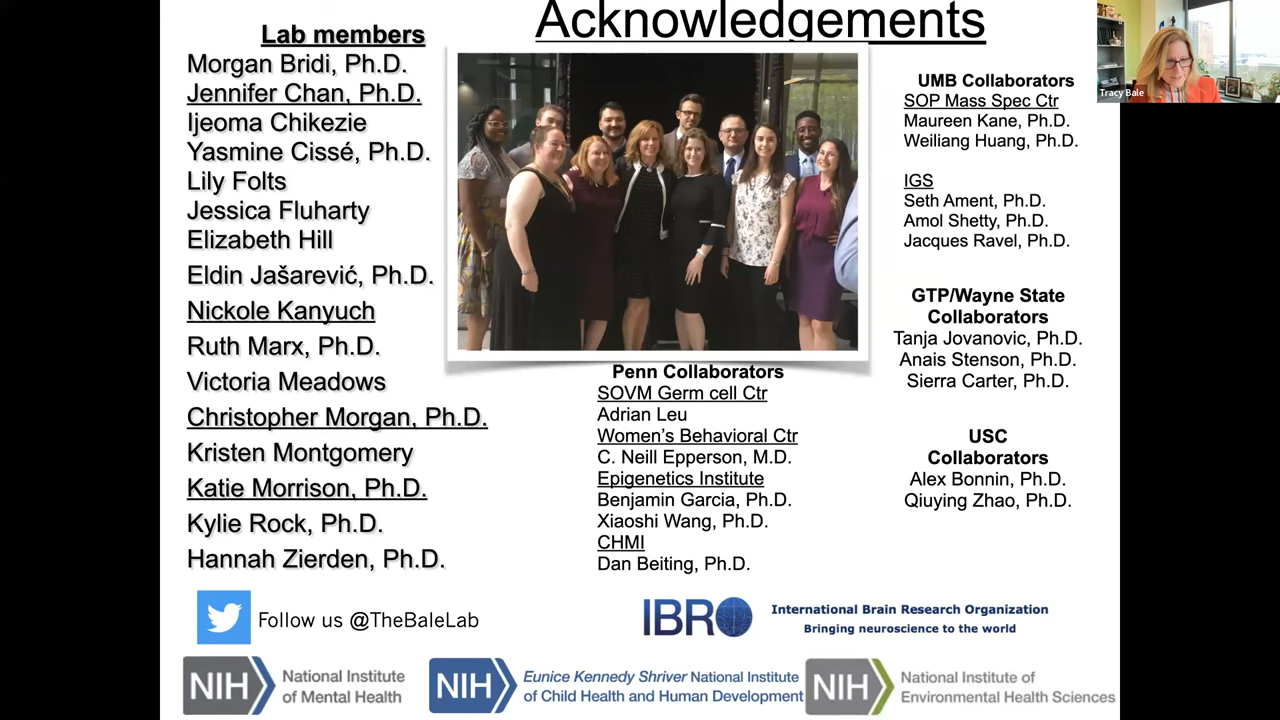 Acknowledgements
Lab members
Morgan Bridi, Ph.D.
Jennifer Chan, Ph.D.
Ijeoma Chikezie
Yasmine Cissé, Ph.D.
Lily Folts
Jessica Fluharty
Elizabeth Hill
Eldin Jašarević, Ph.D.
Nickole Kanyuch
Ruth Marx, Ph.D.
Victoria Meadows
Christopher Morgan, Ph.D.
Kristen Montgomery
Katie Morrison, Ph.D.
Kylie Rock, Ph.D.
Hannah Zierden, Ph.D.
Penn Collaborators
SOVM Germ cell Ctr
Adrian Leu
Women's Behavioral Ctr
C. Neill Epperson, M.D.
Epigenetics Institute
Benjamin Garcia, Ph.D.
Xiaoshi Wang, Ph.D.
CHMI
Dan Beiting, Ph.D.
UMB Collaborators
SOP Mass Spec Ctr
Maureen Kane, Ph.D.
Weiliang Huang, Ph.D.
IGS
Seth Ament, Ph.D.
Amol Shetty, Ph.D.
Jacques Ravel, Ph.D.
GTP/Wayne State
Collaborators
Tanja Jovanovic, Ph.D.
Anais Stenson, Ph.D.
Sierra Carter, Ph.D.
USC
Collaborators
Alex Bonnin, Ph.D.
Qiuying Zhao, Ph.D.
Tracy Bale
Follow us @TheBaleLab
IBRO
International Brain Research Organization
Bringing neuroscience to the world
NIH
National Institute
of Mental Health
NIH
Eunice Kennedy Shriver National Institute
of Child Health and Human Development
NIH
National Institute of
Environmental Health Sciences